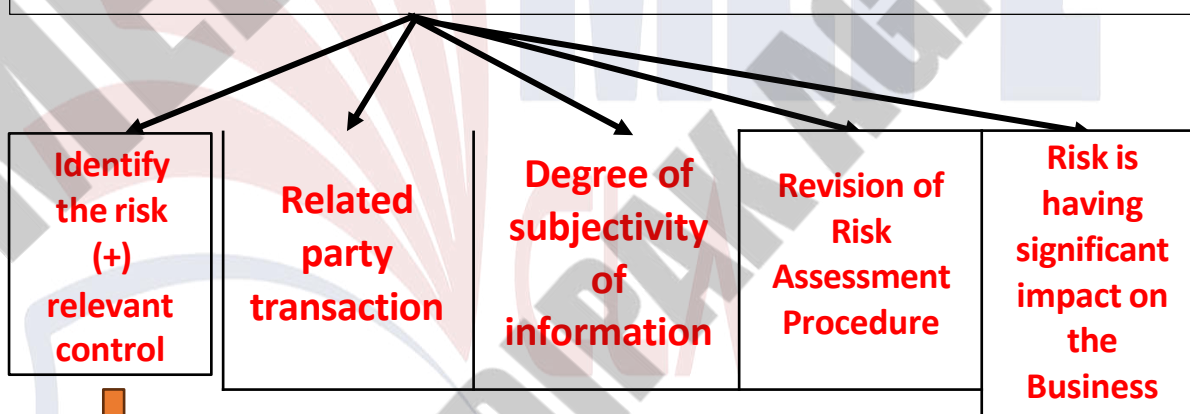 Identify
the risk
(+)
relevant
control
Related
party
transaction
Degree of
subjectivity
of
information
Revision of
Risk
Assessment
Procedure
Risk is
having
significant
impact on
the
Business